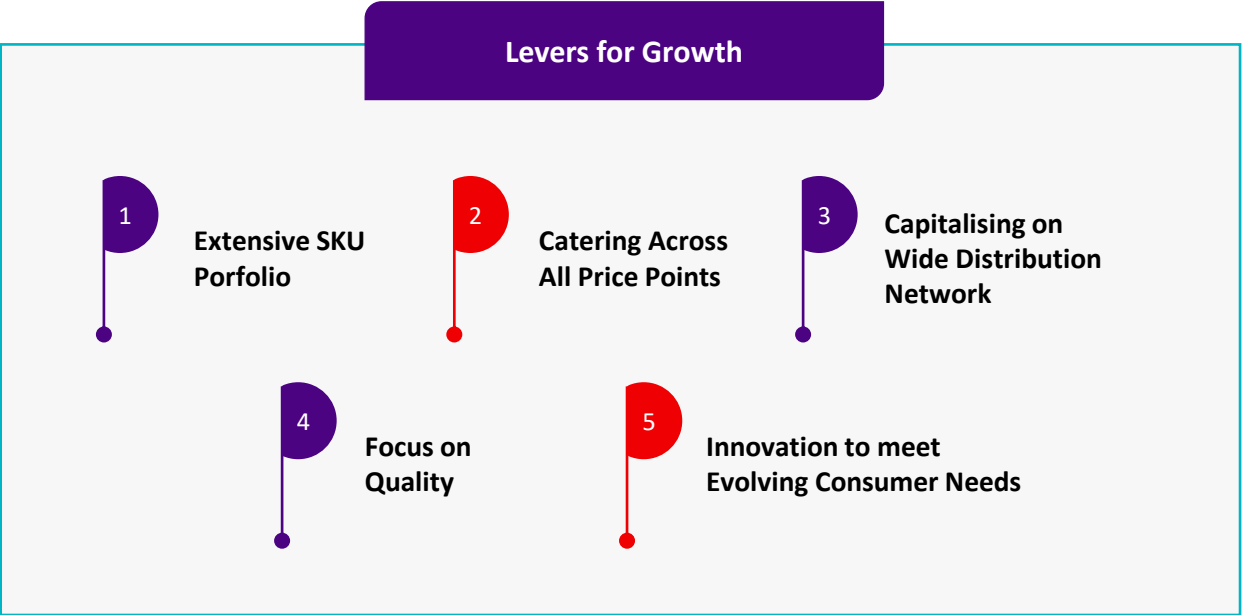 Levers for Growth
1
Extensive SKU
Porfolio
2
Catering Across
All Price Points
3
Capitalising on
Wide Distribution
Network
4
Focus on
Quality
5
Innovation to meet
Evolving Consumer Needs